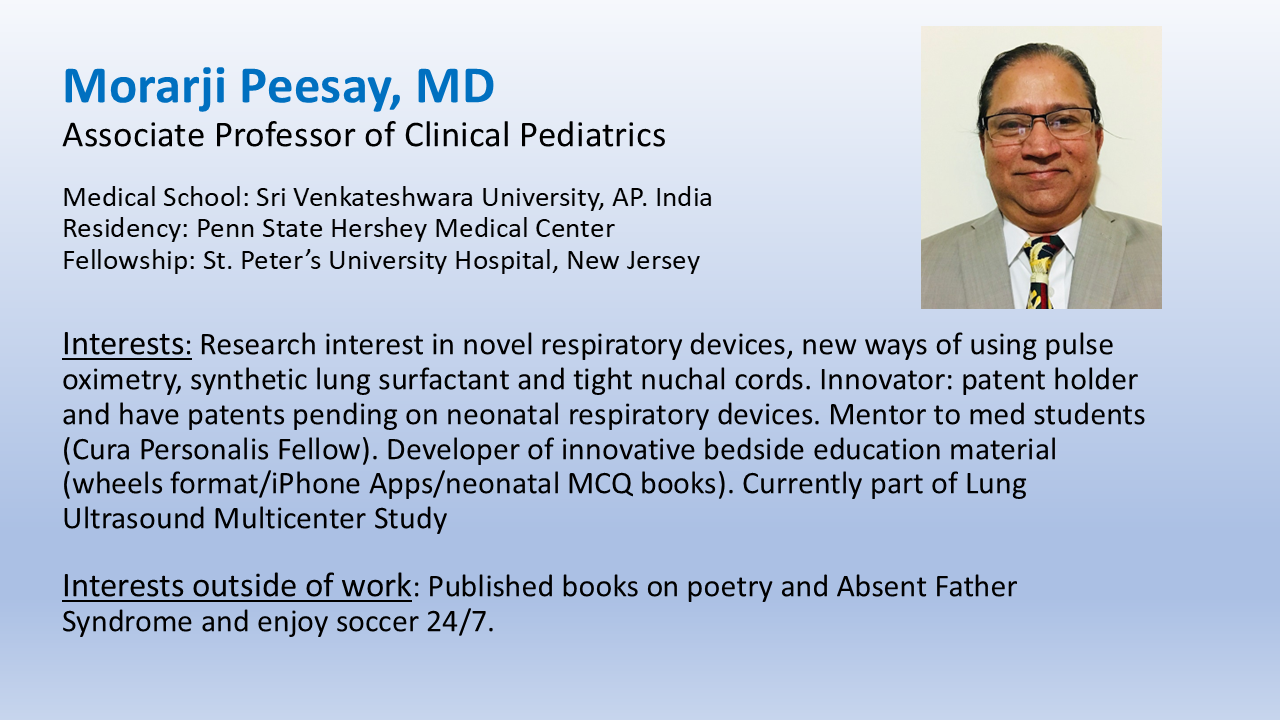 Morarji Peesay, MD
Associate Professor of Clinical Pediatrics
Medical School: Sri Venkateshwara University, AP. India
Residency: Penn State Hershey Medical Center
Fellowship: St. Peter’s University Hospital, New Jersey
Interests: Research interest in novel respiratory devices, new ways of using pulse
oximetry, synthetic lung surfactant and tight nuchal cords. Innovator: patent holder
and have patents pending on neonatal respiratory devices. Mentor to med students
(Cura Personalis Fellow). Developer of innovative bedside education material
(wheels format/iPhone Apps/neonatal MCQ books). Currently part of Lung
Ultrasound Multicenter Study
Interests outside of work: Published books on poetry and Absent Father
Syndrome and enjoy soccer 24/7.